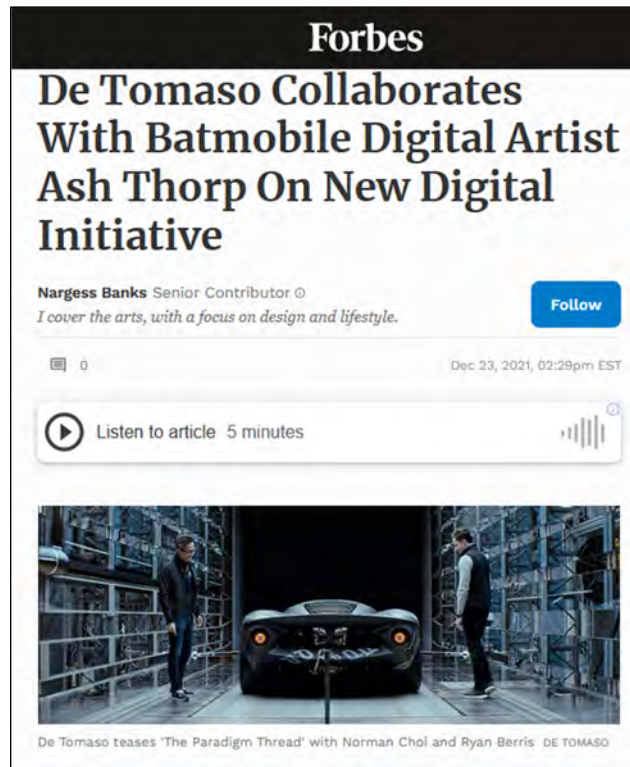 Forbes
De Tomaso Collaborates
With Batmobile Digital Artist
Ash Thorp On New Digital
Initiative
Nargess Banks Senior Contributor
I cover the arts, with a focus on design and lifestyle.
Follow
0
Dec 23, 2021, 02:29pm EST
Listen to article 5 minutes
De Tomaso teases 'The Paradigm Thread' with Norman Choi and Ryan Berris DE TOMASO